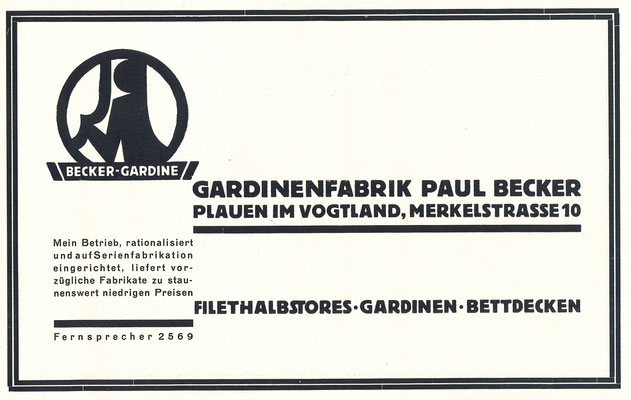 BECKER-GARDINE
GARDINENFABRIK PAUL BECKER
PLAUEN IM VOGTLAND, MERKELSTRASSE 10
Mein Betrieb, rationalisiert
und auf Serienfabrikation
eingerichtet, liefert vor-
zügliche Fabrikate zu stau-
nenswert niedrigen Preisen
FILETHALBSTORES·GARDINEN·BETTDECKEN
Fernsprecher 2569